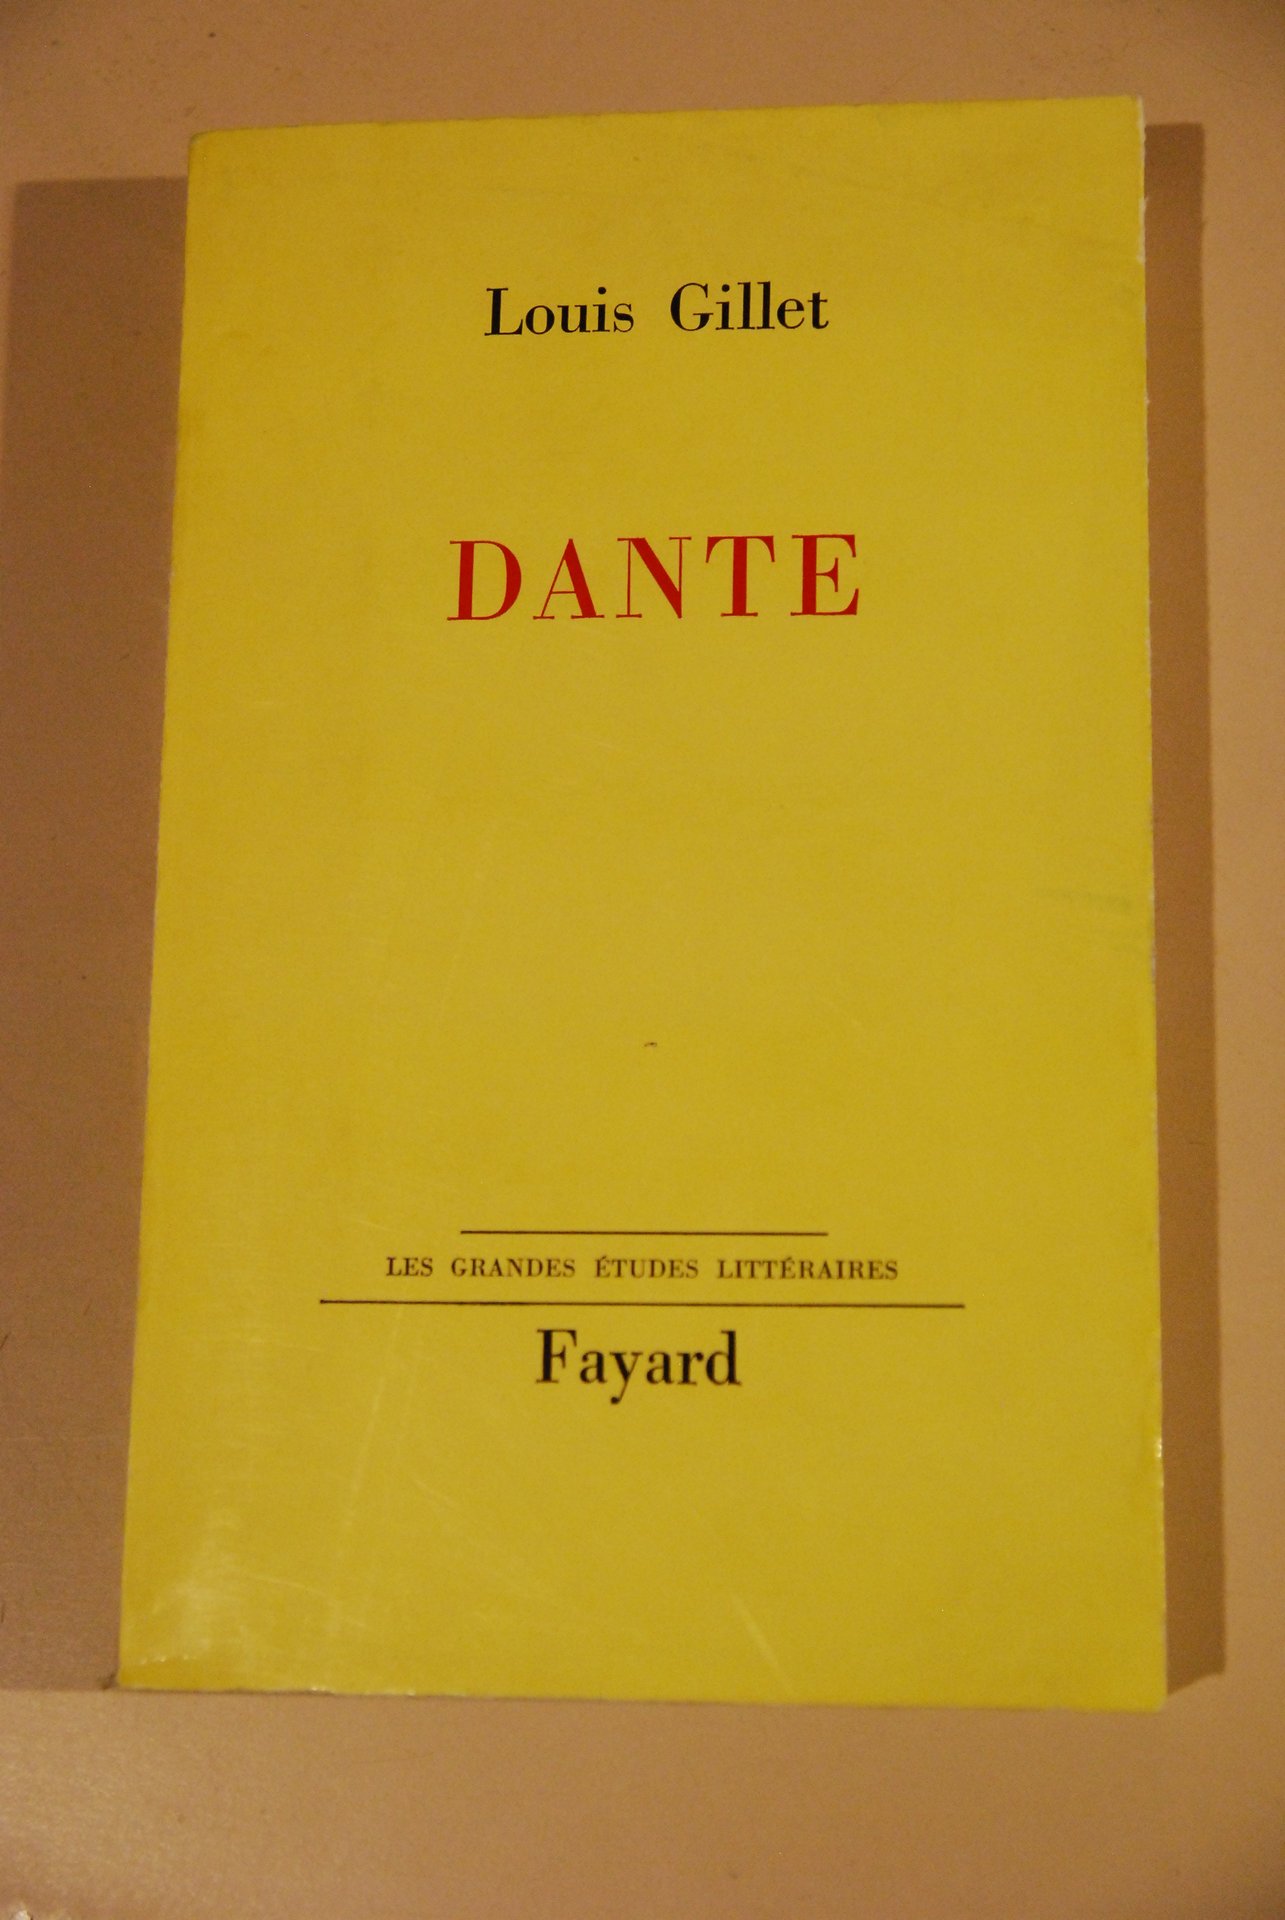 Louis Gillet
DANTE
LES GRANDES ÉTUDES LITTÉRAIRES
Fayard